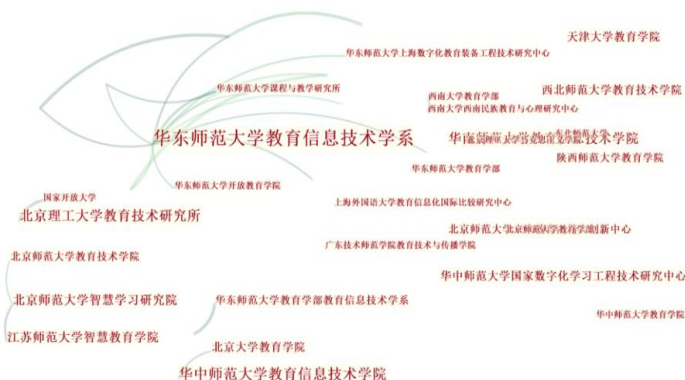 天津大学教育学院
华东师范大学上海数字化教育装备工程技术研究中心
华东师范大学课程与教学研究所
西北师范大学教育技术学院
西南大学教育学部
西南大学西南民族教育与心理研究中心
华东师范大学教育信息技术学系
技术学院
陕西师范大学教育学院
华东师范大学教育学部
华东师范大学开放教育学院
国家开放大学
上海外国语大学教育信息化国际比较研究中心
北京理工大学教育技术研究所
北京师范大
创新中心
广东技术师范学院教育技术与传播学院
北京师范大学教育技术学院
华中师范大学国家数字化学习工程技术研究中心
北京师范大学智慧学习研究院
华东师范大学教育学部教育信息技术学系
华中师范大学教育学院
江苏师范大学智慧教育学院
北京大学教育学院
华中师范大学教育信息技术学院